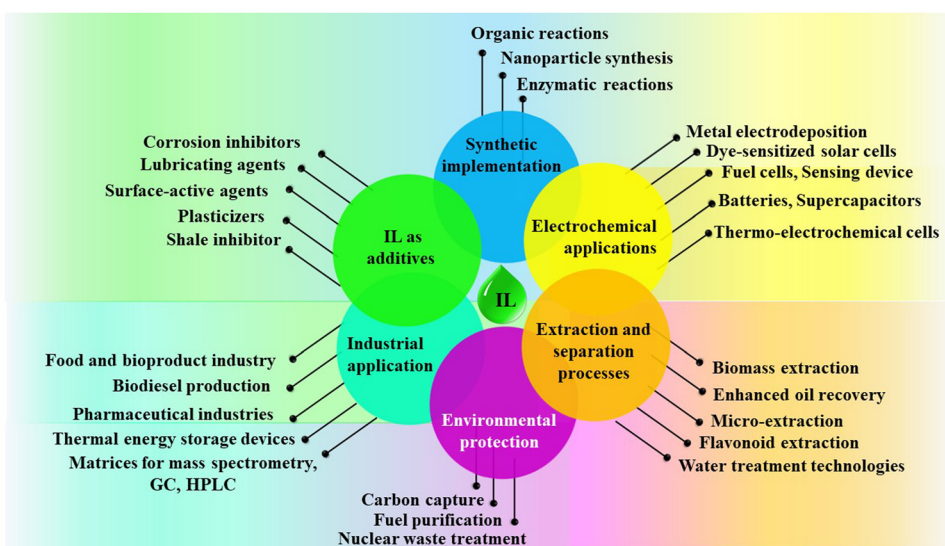 Organic reactions
Nanoparticle synthesis
Enzymatic reactions
Synthetic
implementation
Metal electrodeposition
Dye-sensitized solar cells
Fuel cells, Sensing device
Batteries, Supercapacitors
Thermo-electrochemical cells
Electrochemical
applications
Corrosion inhibitors
Lubricating agents
Surface-active agents
Plasticizers
Shale inhibitor
IL as
additives
IL
Industrial
application
Food and bioproduct industry
Biodiesel production
Pharmaceutical industries
Thermal energy storage devices
Matrices for mass spectrometry,
GC, HPLC
Extraction and
separation
processes
Biomass extraction
Enhanced oil recovery
Micro-extraction
Flavonoid extraction
Water treatment technologies
Environmental
protection
Carbon capture
Fuel purification
Nuclear waste treatment